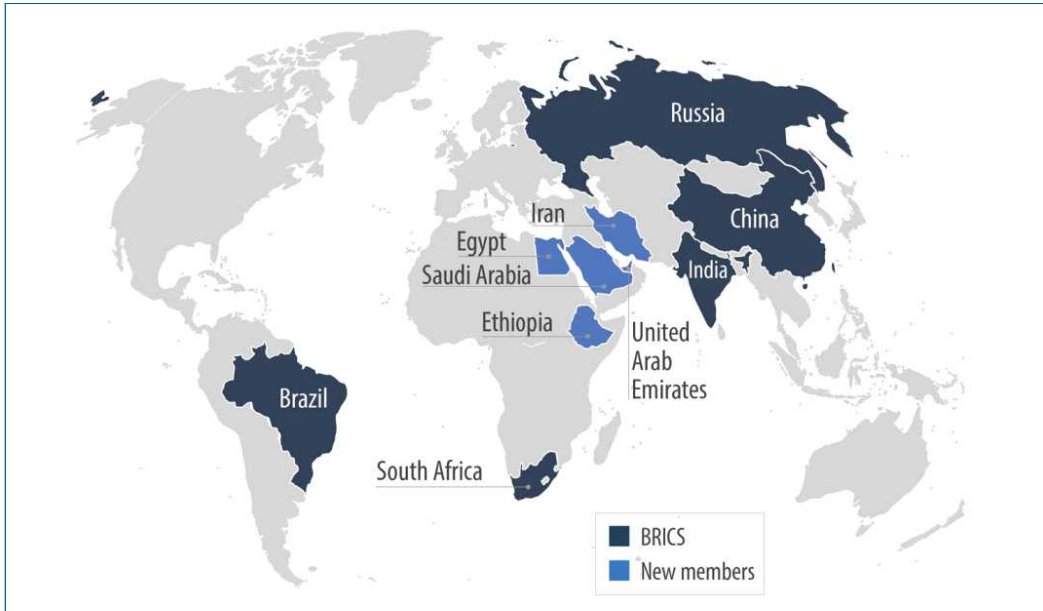 Russia
China
Iran
Egypt
India
Saudi Arabia
Ethiopia
United
Arab
Emirates
Brazil
South Africa
BRICS
New members